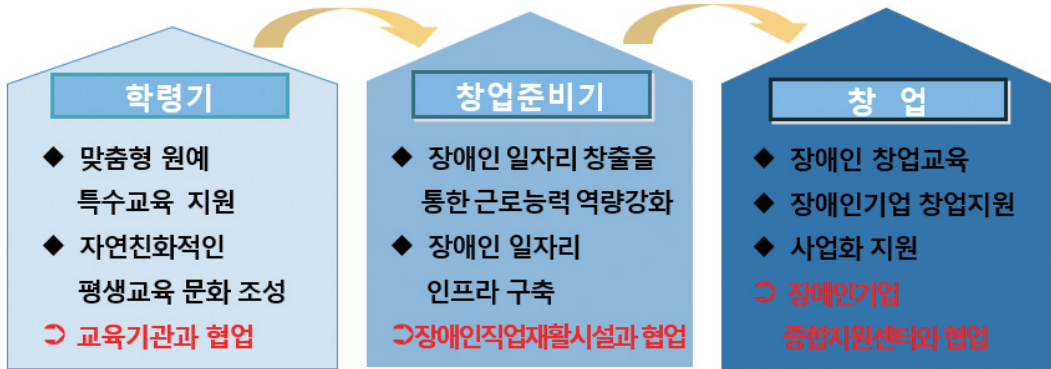 학령기
◆ 맞춤형 원예
특수교육 지원
◆ 자연친화적인
평생교육 문화 조성
➲ 교육기관과 협업
창업준비기
◆ 장애인 일자리 창출을
통한 근로능력 역량강화
◆ 장애인 일자리
인프라 구축
➲장애인직업재활시설과 협업
창 업
◆ 장애인 창업교육
◆ 장애인기업 창업지원
◆ 사업화 지원
➲ 장애인기업
종합지원센터와 협업